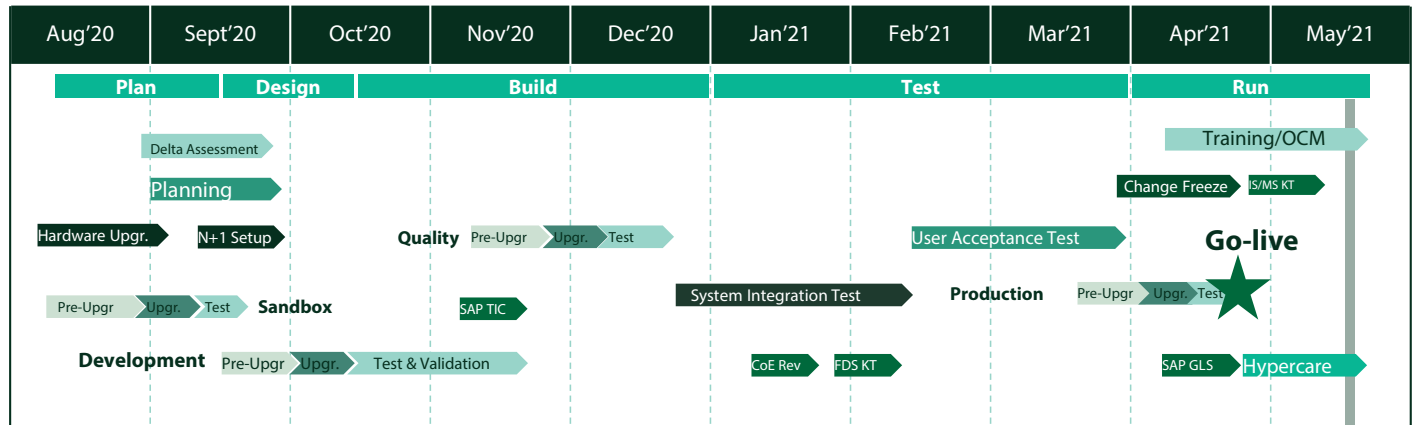 Aug'20 Sept'20 Oct'20 Nov'20 Dec'20 Jan'21 Feb'21 Mar'21 Apr'21 May'21
Plan Design Build Test Run
Delta Assessment Training/OCM
Planning Change Freeze IS/MS KT
Hardware Upgr. N+1 Setup Quality Pre-Upgr Upgr. Test User Acceptance Test Go-live
Pre-Upgr Upgr. Test Sandbox SAP TIC System Integration Test Production Pre-Upgr Upgr. Test
Development Pre-Upgr Upgr. Test & Validation CoE Rev FDS KT SAP GLS Hypercare